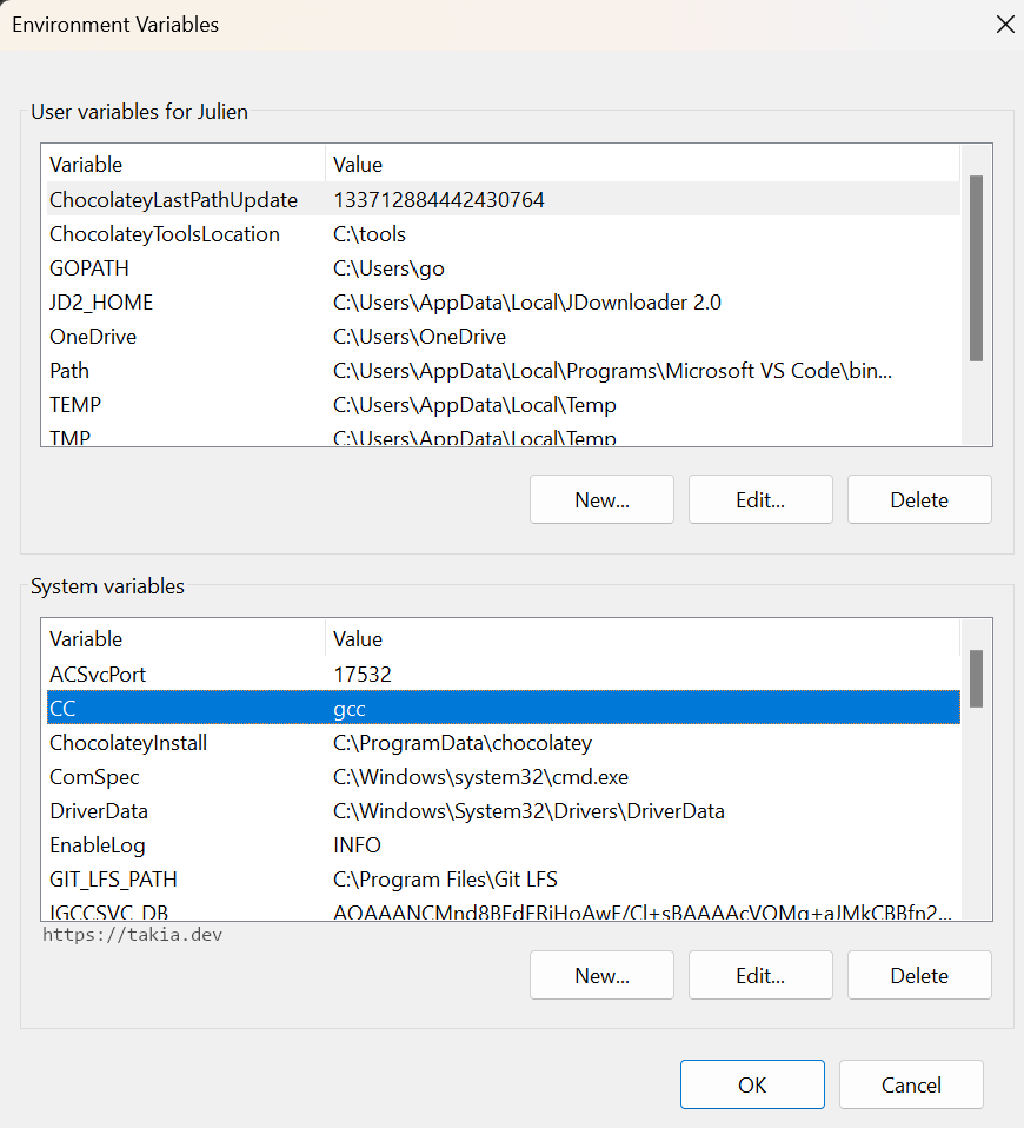 Environment Variables
User variables for Julien
Variable Value
ChocolateyLastPathUpdate 133712884442430764
ChocolateyToolsLocation C:\tools
GOPATH C:\Users\go
JD2_HOME C:\Users\AppData\Local\JDownloader 2.0
OneDrive C:\Users\OneDrive
Path C:\Users\AppData\Local\Programs\Microsoft VS Code\bin...
TEMP C:\Users\AppData\Local\Temp
TMP C:\Users\AppData\Local\Temp
New... Edit... Delete
System variables
Variable Value
ACSvcPort 17532
CC gcc
ChocolateyInstall C:\ProgramData\chocolatey
ComSpec C:\Windows\system32\cmd.exe
DriverData C:\Windows\System32\Drivers\DriverData
EnableLog INFO
GIT_LFS_PATH C:\Program Files\Git LFS
IGCCSVC_DB
https://takia.dev
New... Edit... Delete
OK Cancel